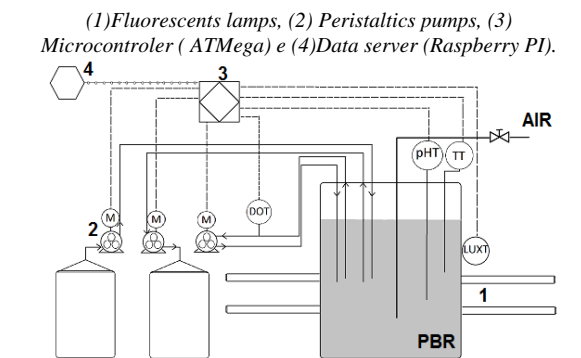 (1)Fluorescents lamps, (2) Peristaltics pumps, (3)
Microcontroler ( ATMega) e (4)Data server (Raspberry PI).
4
3
AIR
pHT
TT
DOT
M
M
M
2
LUXT
1
PBR